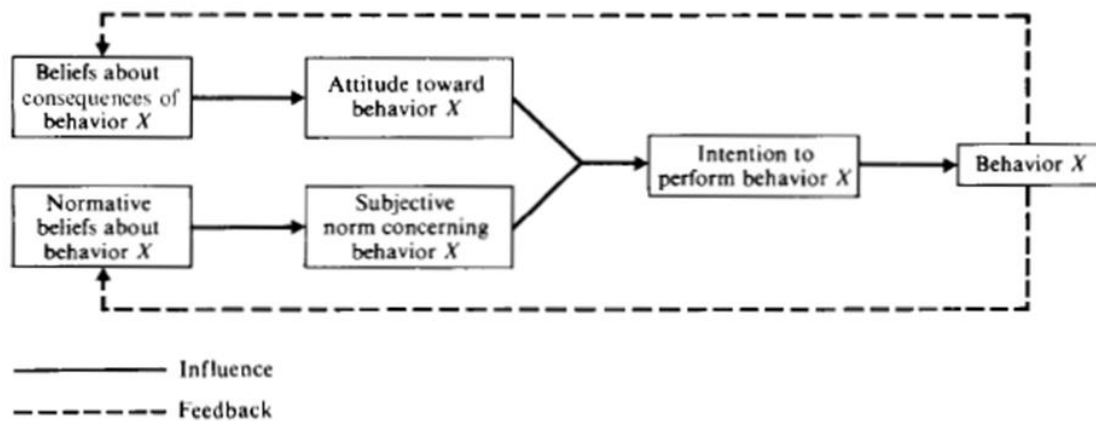 Beliefs about
consequences of
behavior X
Attitude toward
behavior X
Normative
beliefs about
behavior X
Subjective
norm concerning
behavior X
Intention to
perform behavior X
Behavior X
Influence
Feedback